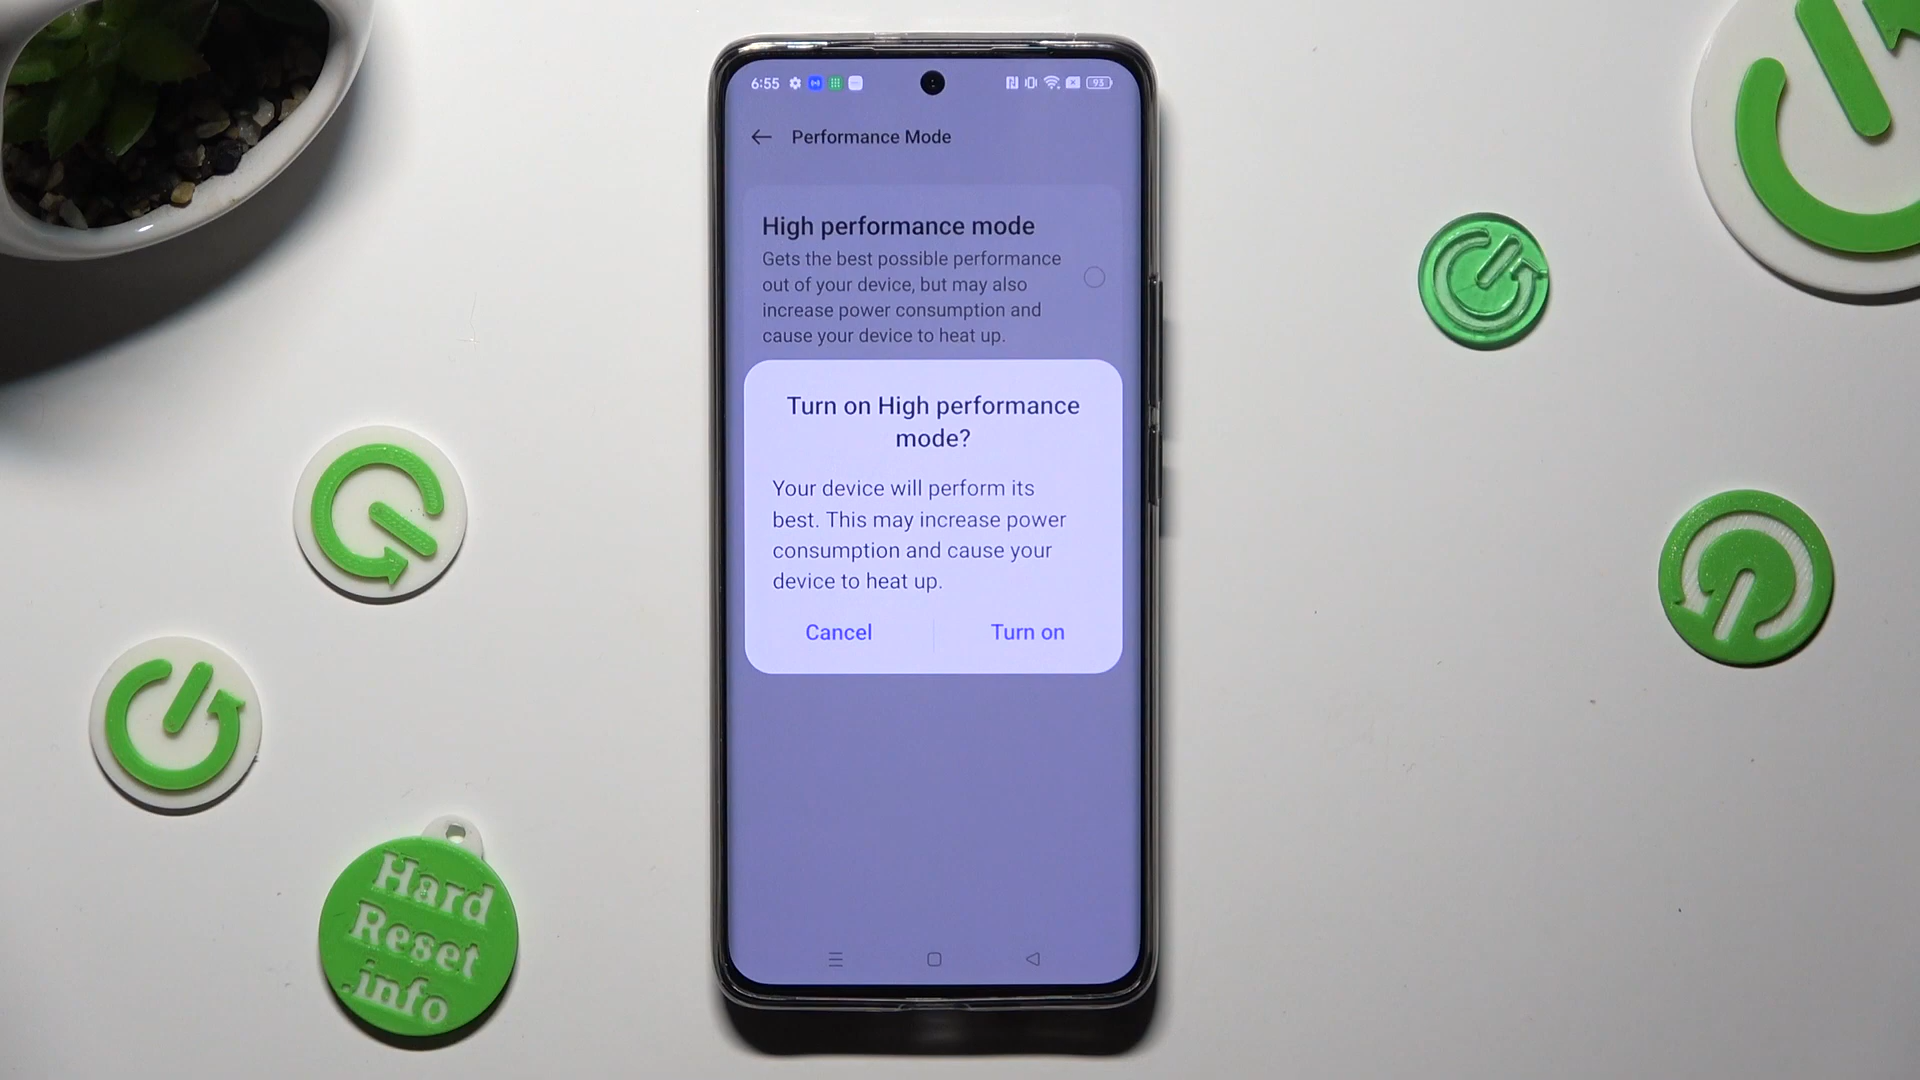 6:55
93
Performance Mode
High performance mode
Gets the best possible performance
out of your device, but may also
increase power consumption and
cause your device to heat up.
Turn on High performance
mode?
Your device will perform its
best. This may increase power
consumption and cause your
device to heat up.
Cancel
Turn on
Hard
Reset
.info